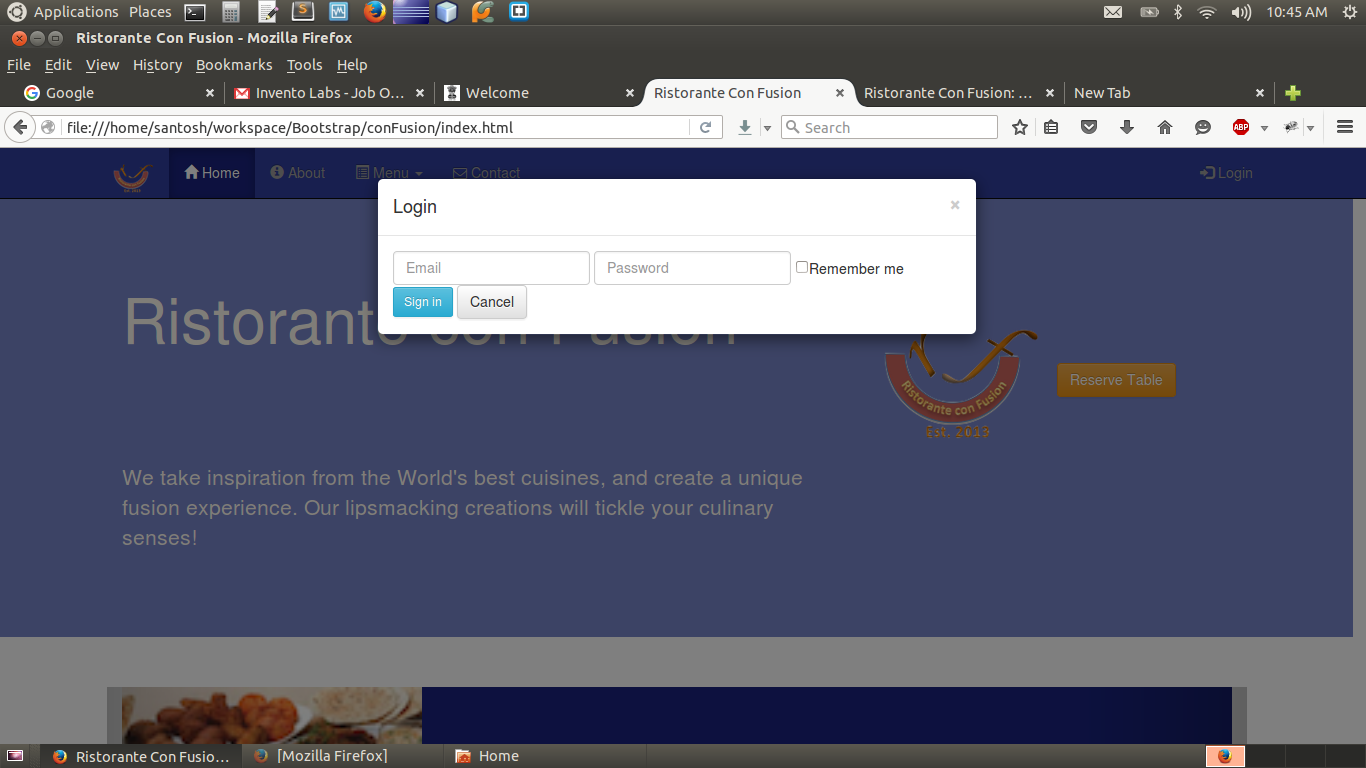 Applications Places 10:45 AM
Ristorante Con Fusion - Mozilla Firefox
File Edit View History Bookmarks Tools Help
Google Invento Labs - Job O... Welcome Ristorante Con Fusion Ristorante Con Fusion: ... New Tab
file:///home/santosh/workspace/Bootstrap/conFusion/index.html Search ABP
Home About Menu Contact Login
Login ×
Email Password Remember me
Sign in Cancel
Ristorante con Fusion
Reserve Table
Ristorante con Fusion
Est. 2013
We take inspiration from the World's best cuisines, and create a unique
fusion experience. Our lipsmacking creations will tickle your culinary
senses!
Ristorante Con Fusio... [Mozilla Firefox] Home